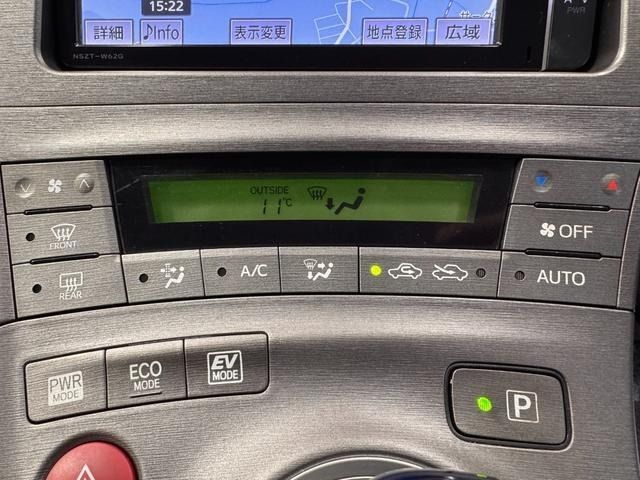 15:22
詳細 ♪Info 表示変更 地点登録 広域
NSZT-W62G PWR
OUTSIDE
11°C
FRONT OFF
REAR A/C AUTO
PWR MODE ECO MODE EV MODE
P